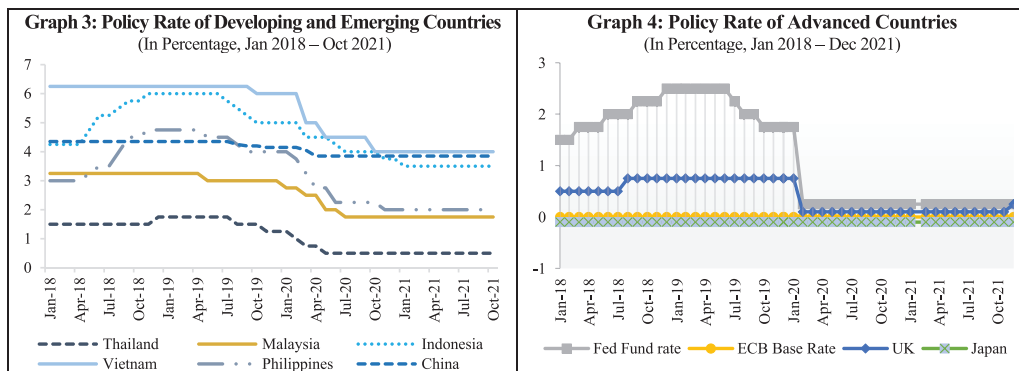 Graph 3: Policy Rate of Developing and Emerging Countries
(In Percentage, Jan 2018 – Oct 2021)
7
6
5
4
3
2
1
0
Jan-18
Apr-18
Jul-18
Oct-18
Jan-19
Apr-19
Jul-19
Oct-19
Jan-20
Apr-20
Jul-20
Oct-20
Jan-21
Apr-21
Jul-21
Oct-21
Thailand Malaysia Indonesia
Vietnam Philippines China
Graph 4: Policy Rate of Advanced Countries
(In Percentage, Jan 2018 – Dec 2021)
3
2
1
0
-1
Jan-18
Apr-18
Jul-18
Oct-18
Jan-19
Apr-19
Jul-19
Oct-19
Jan-20
Apr-20
Jul-20
Oct-20
Jan-21
Apr-21
Jul-21
Oct-21
Fed Fund rate ECB Base Rate UK Japan